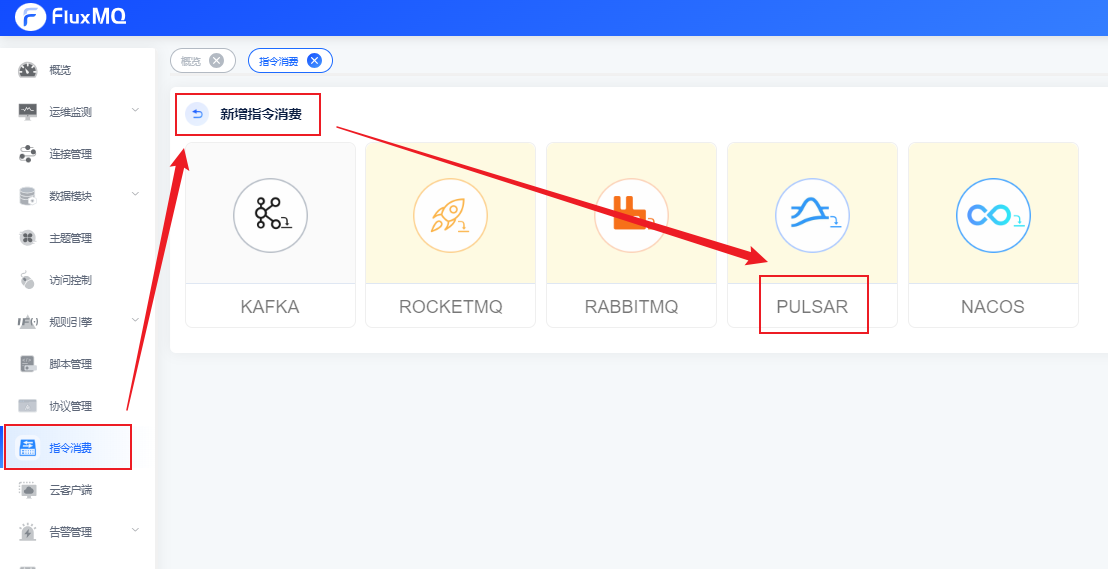 FluxMQ
概览
运维监测
连接管理
数据模块
主题管理
访问控制
规则引擎
脚本管理
协议管理
指令消费
云客户端
告警管理
概览
指令消费
新增指令消费
KAFKA
ROCKETMQ
RABBITMQ
PULSAR
NACOS